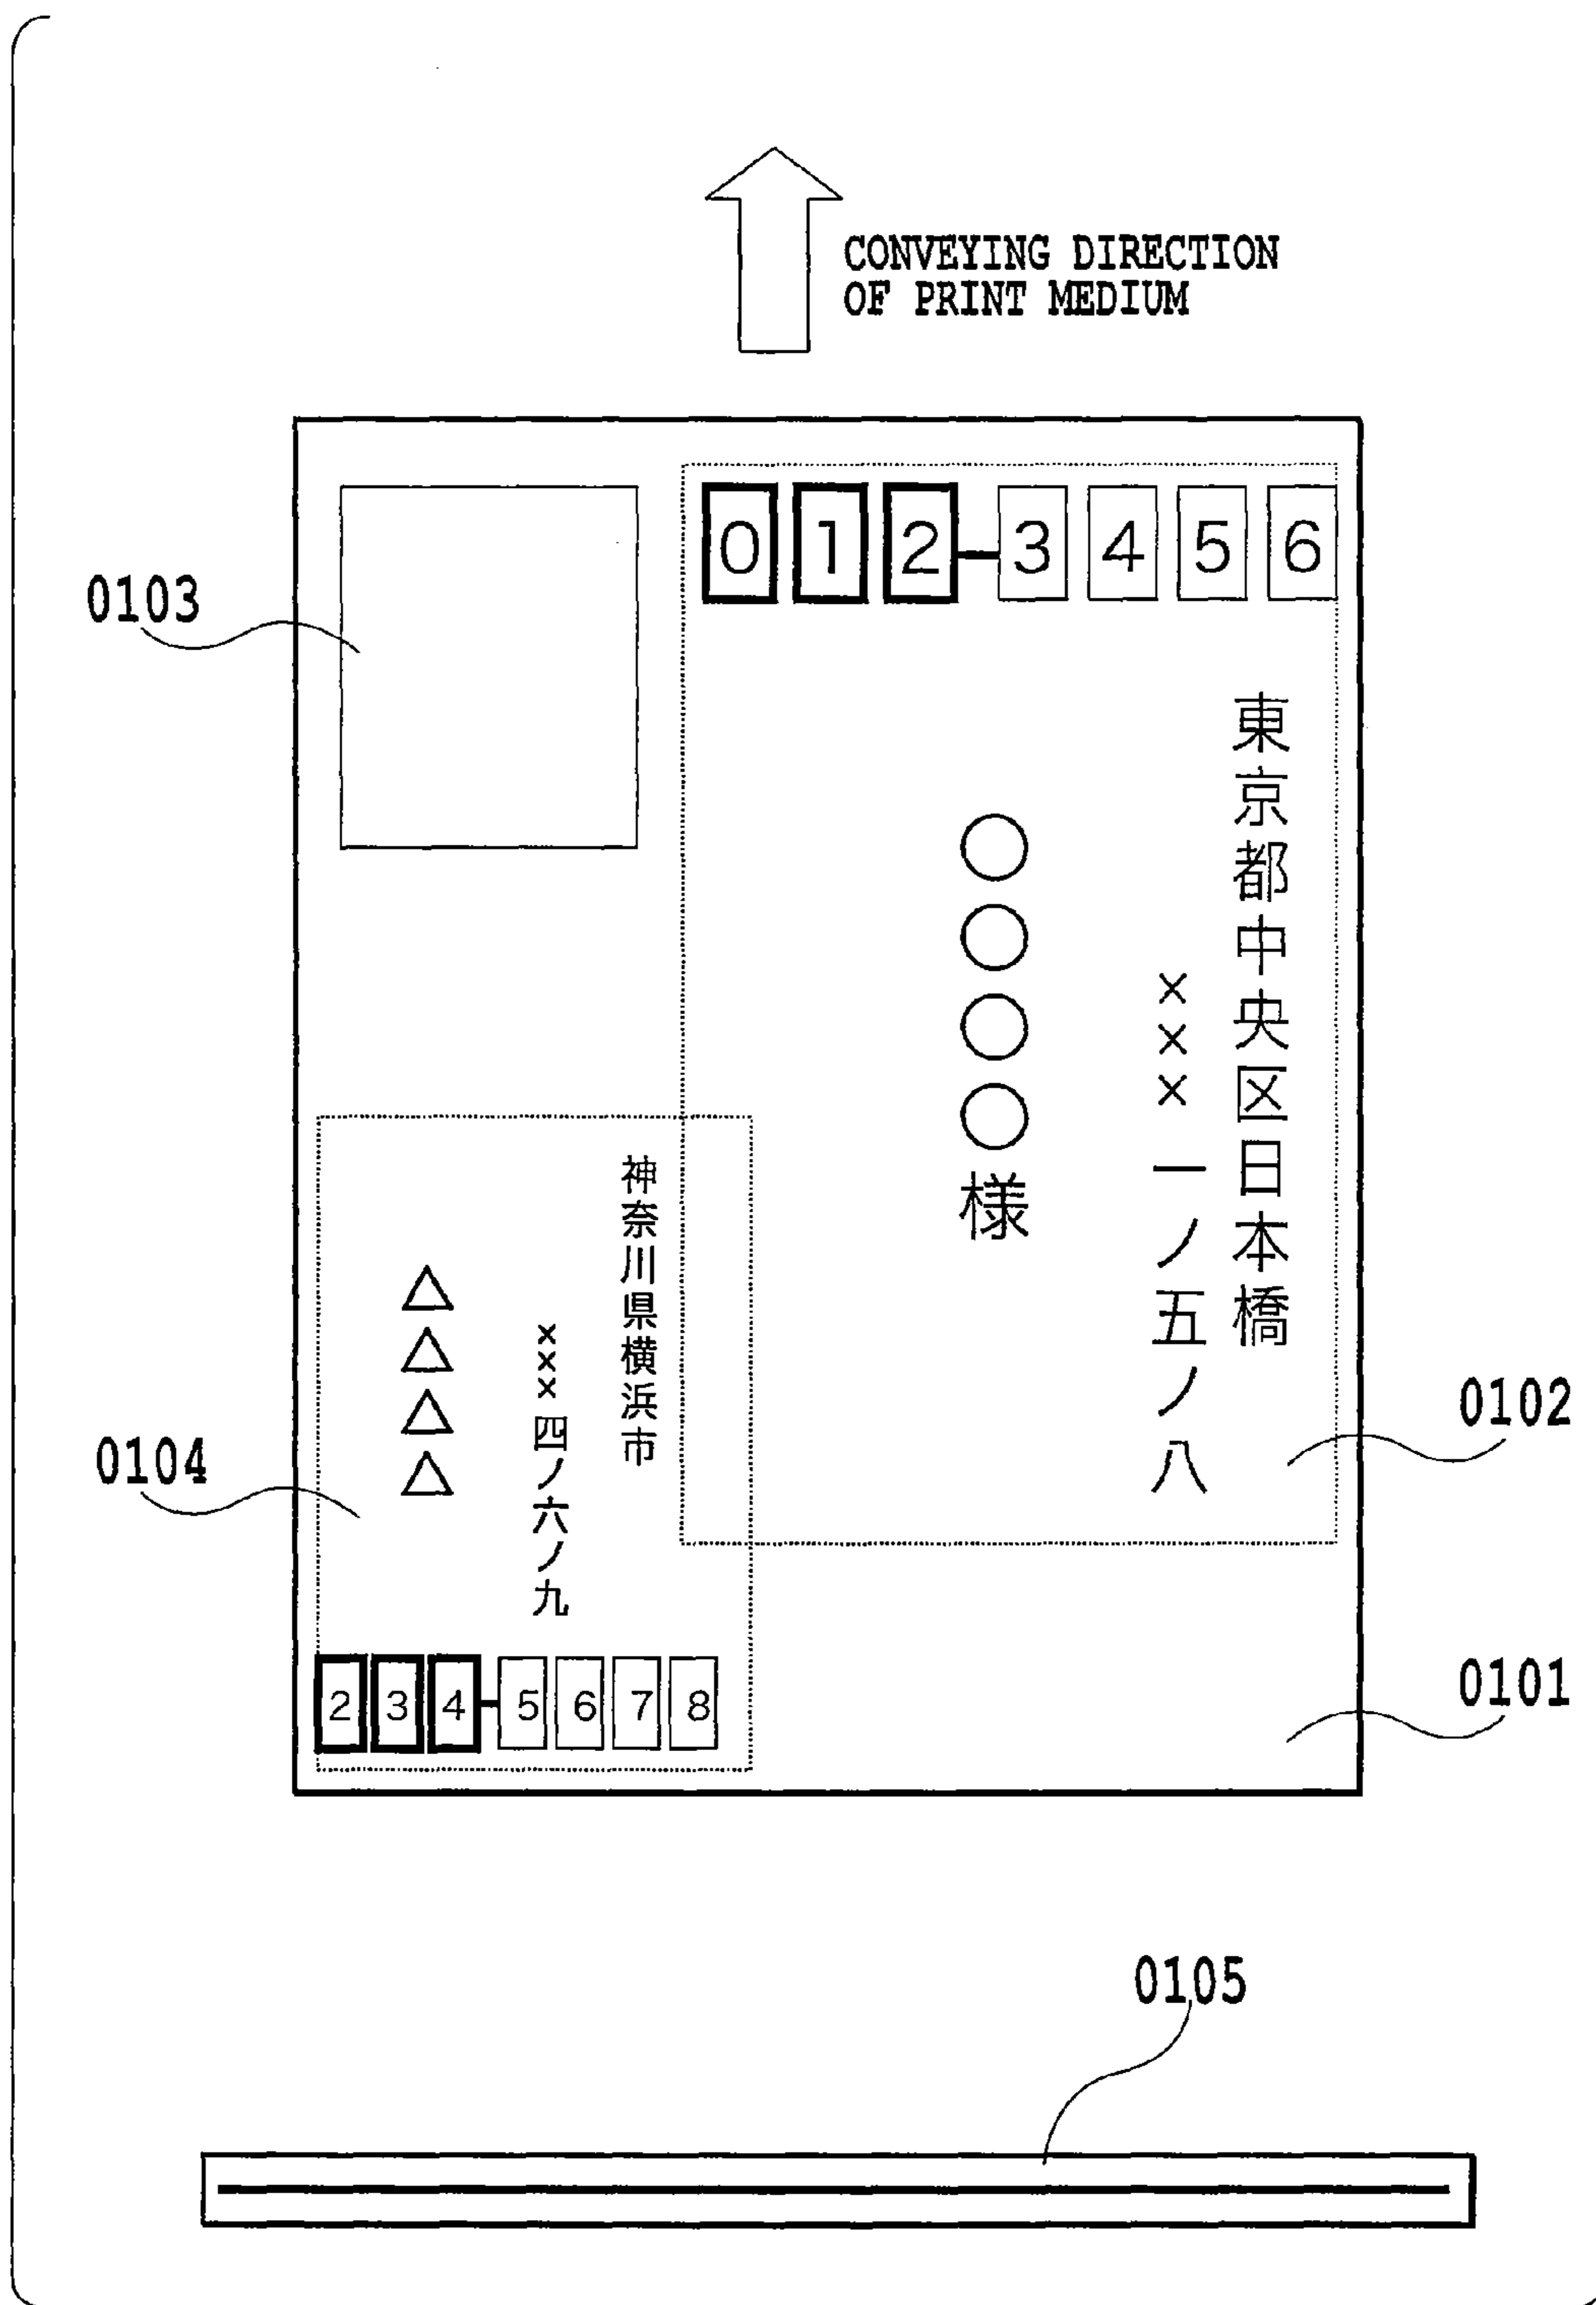 CONVEYING DIRECTION
OF PRINT MEDIUM
0103
0 1 2-3 4 5 6
東京都中央区日本橋
×××一ノ五ノ八
○○○○様
0102
神奈川県横浜市
×××四ノ六ノ九
△△△△
0104
2 3 4-5 6 7 8
0101
0105